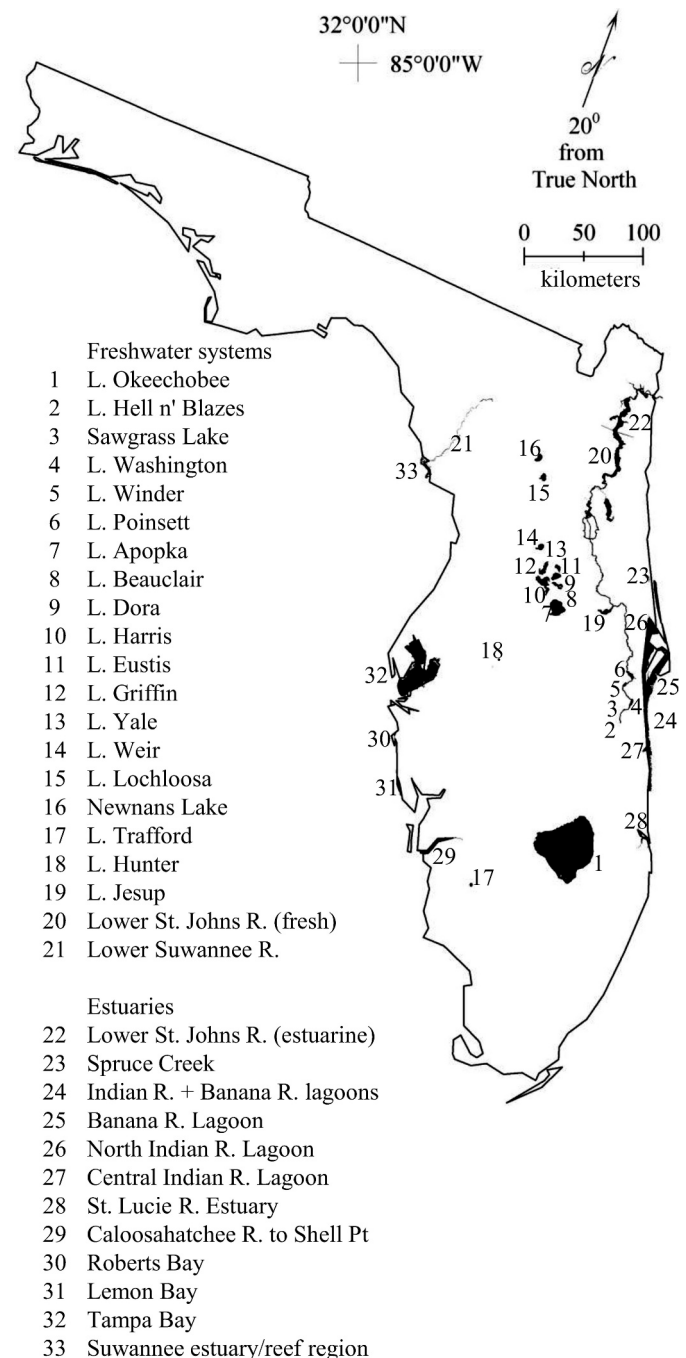 32°0'0"N
85°0'0"W
20⁰
from
True North
0 50 100
kilometers
Freshwater systems
1 L. Okeechobee
2 L. Hell n' Blazes
3 Sawgrass Lake
4 L. Washington
5 L. Winder
6 L. Poinsett
7 L. Apopka
8 L. Beauclair
9 L. Dora
10 L. Harris
11 L. Eustis
12 L. Griffin
13 L. Yale
14 L. Weir
15 L. Lochloosa
16 Newnans Lake
17 L. Trafford
18 L. Hunter
19 L. Jesup
20 Lower St. Johns R. (fresh)
21 Lower Suwannee R.
Estuaries
22 Lower St. Johns R. (estuarine)
23 Spruce Creek
24 Indian R. + Banana R. lagoons
25 Banana R. Lagoon
26 North Indian R. Lagoon
27 Central Indian R. Lagoon
28 St. Lucie R. Estuary
29 Caloosahatchee R. to Shell Pt
30 Roberts Bay
31 Lemon Bay
32 Tampa Bay
33 Suwannee estuary/reef region
22
21
16
20
33
15
14
13
12
11
23
10
9
8
7
19
26
18
32
6
25
5
4
3
24
2
30
27
31
28
29
1
17